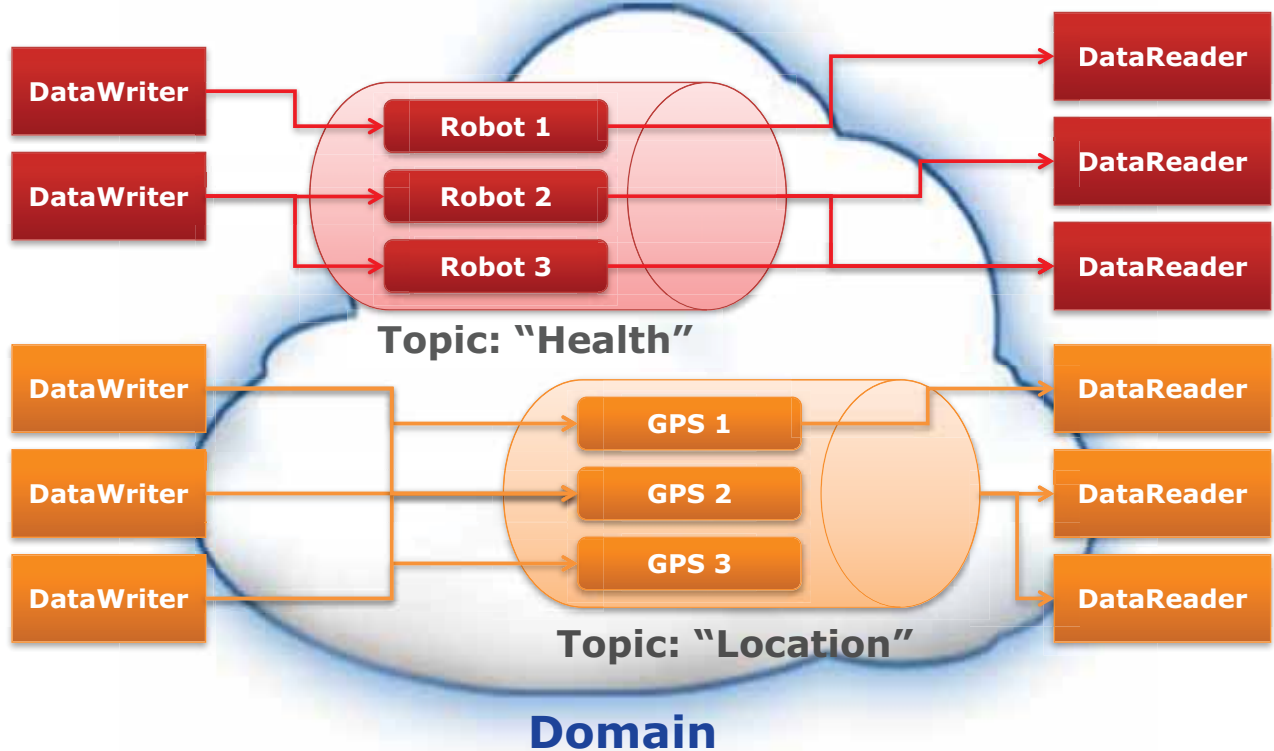 DataWriter
DataWriter
Robot 1
Robot 2
Robot 3
DataReader
DataReader
DataReader
Topic: “Health”
DataWriter
DataWriter
DataWriter
GPS 1
GPS 2
GPS 3
DataReader
DataReader
DataReader
Topic: “Location”
Domain